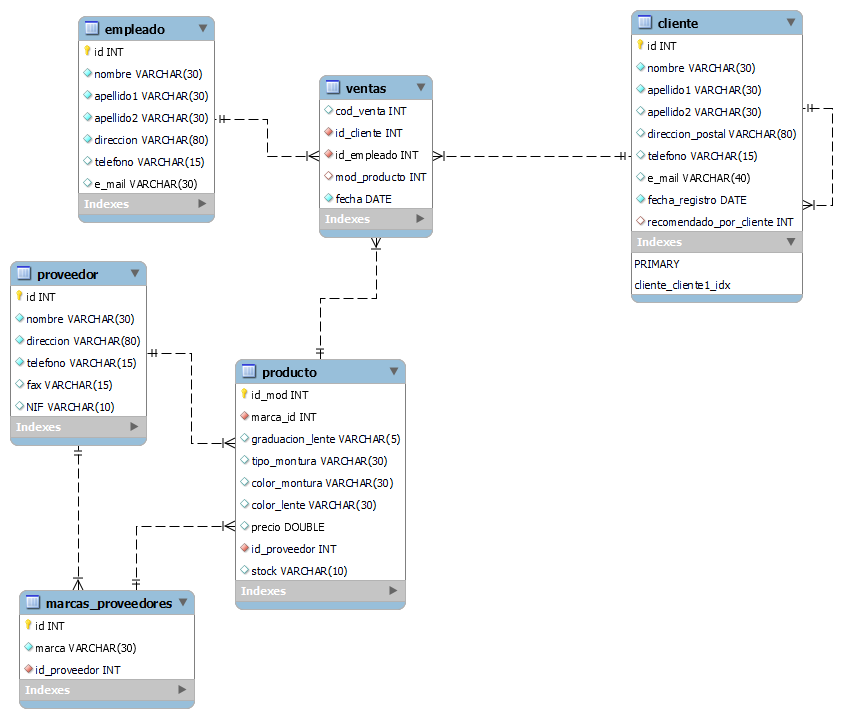 empleado
id INT
nombre VARCHAR(30)
apellido1 VARCHAR(30)
apellido2 VARCHAR(30)
direccion VARCHAR(80)
telefono VARCHAR(15)
e_mail VARCHAR(30)
Indexes
ventas
cod_venta INT
id_cliente INT
id_empleado INT
mod_producto INT
fecha DATE
Indexes
cliente
id INT
nombre VARCHAR(30)
apellido1 VARCHAR(30)
apellido2 VARCHAR(30)
direccion_postal VARCHAR(80)
telefono VARCHAR(15)
e_mail VARCHAR(40)
fecha_registro DATE
recomendado_por_cliente INT
Indexes
PRIMARY
cliente_cliente1_idx
proveedor
id INT
nombre VARCHAR(30)
direccion VARCHAR(80)
telefono VARCHAR(15)
fax VARCHAR(15)
NIF VARCHAR(10)
Indexes
producto
id_mod INT
marca_id INT
graduacion_lente VARCHAR(5)
tipo_montura VARCHAR(30)
color_montura VARCHAR(30)
color_lente VARCHAR(30)
precio DOUBLE
id_proveedor INT
stock VARCHAR(10)
Indexes
marcas_proveedores
id INT
marca VARCHAR(30)
id_proveedor INT
Indexes